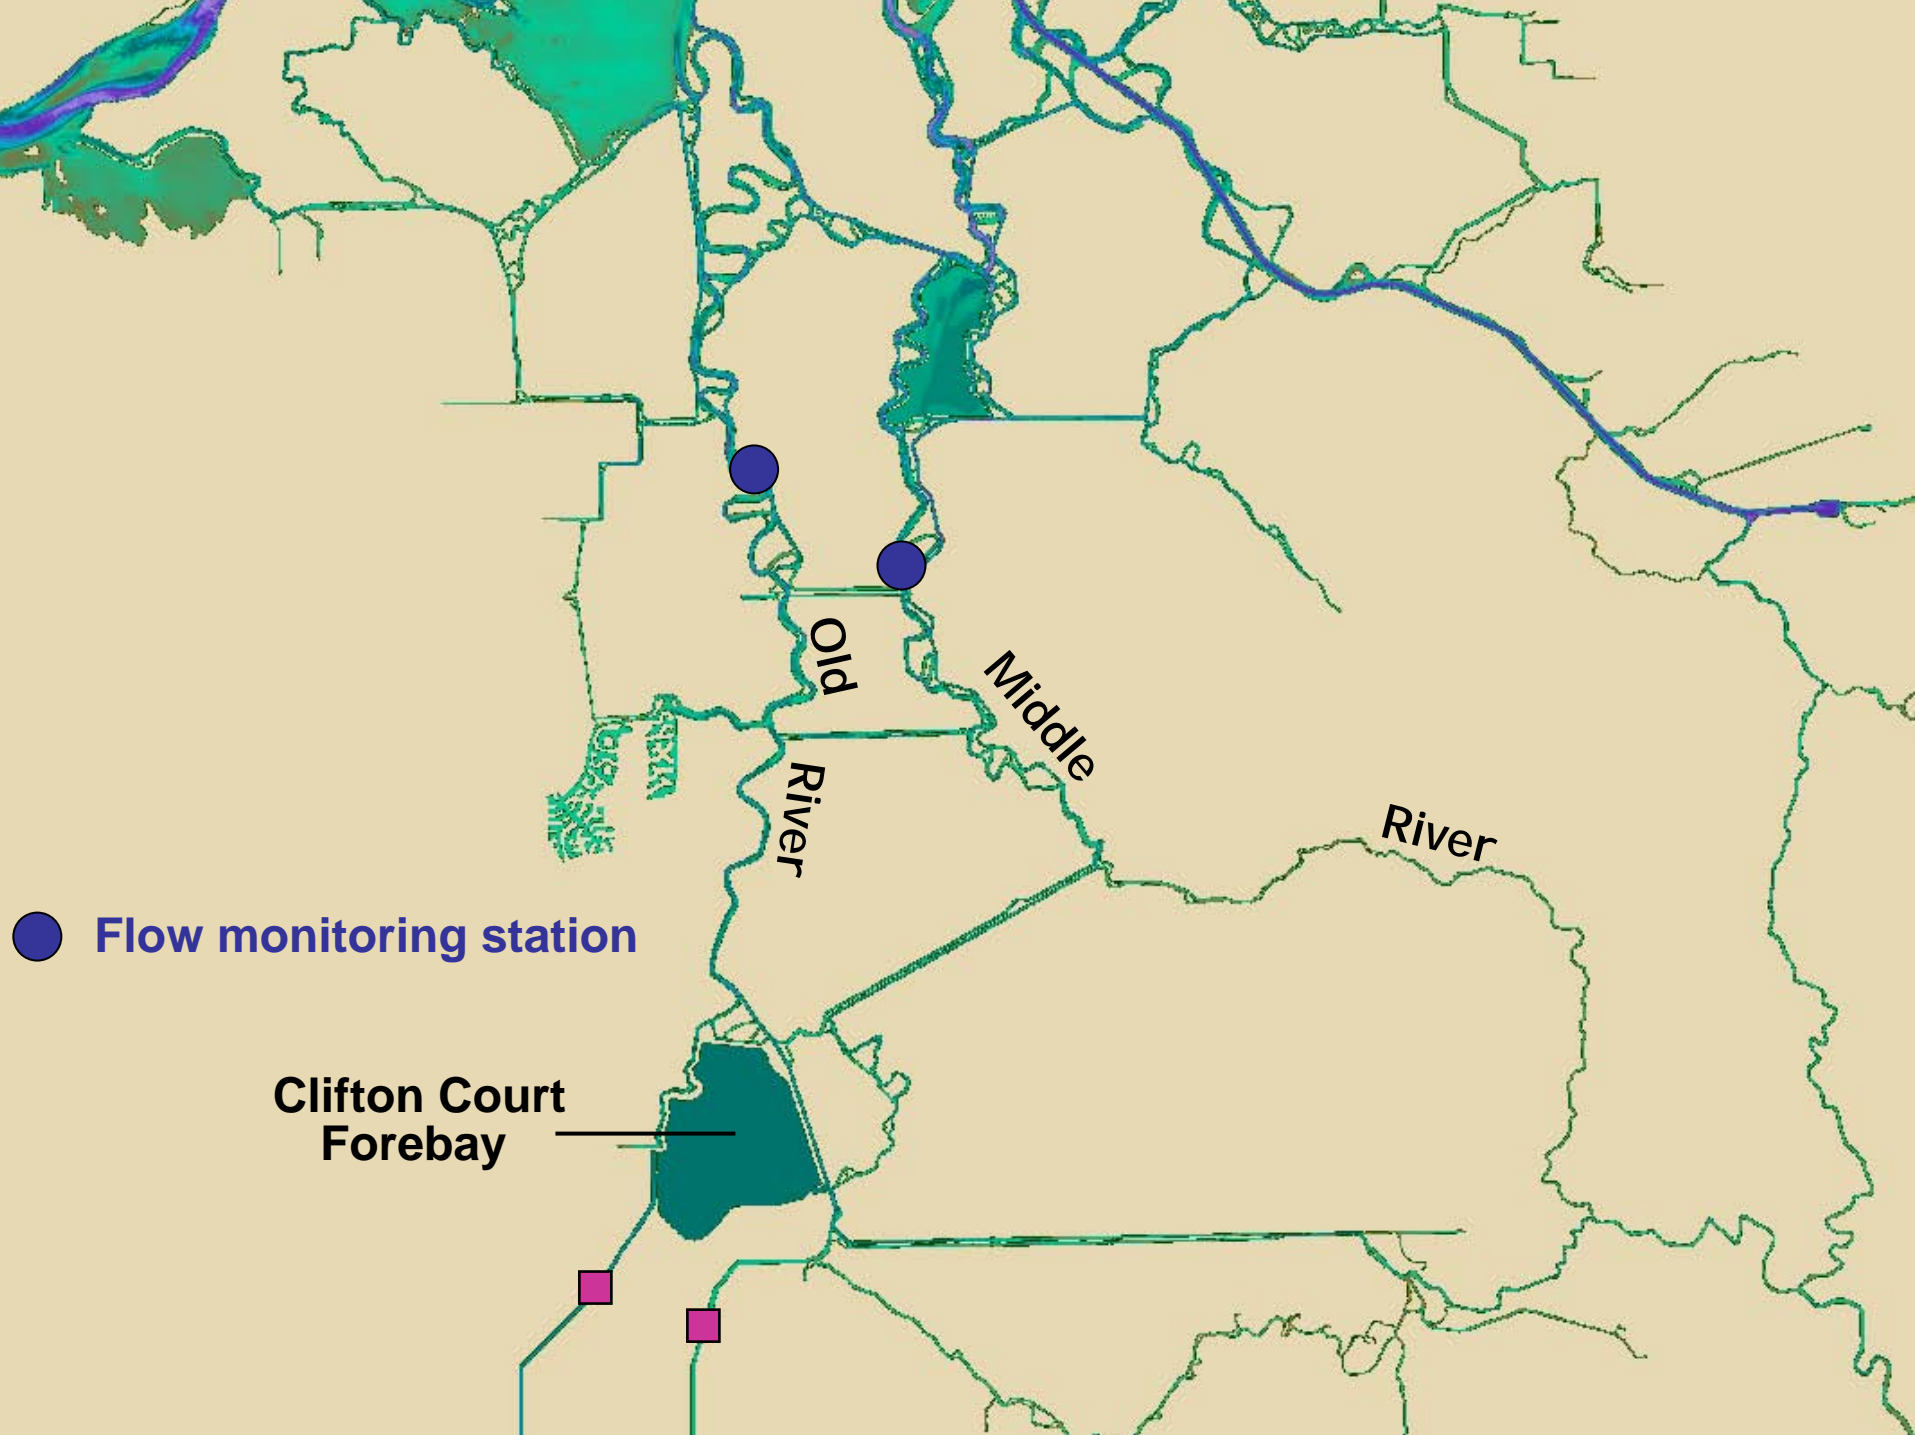 Old
Middle
River
River
Flow monitoring station
Clifton Court
Forebay